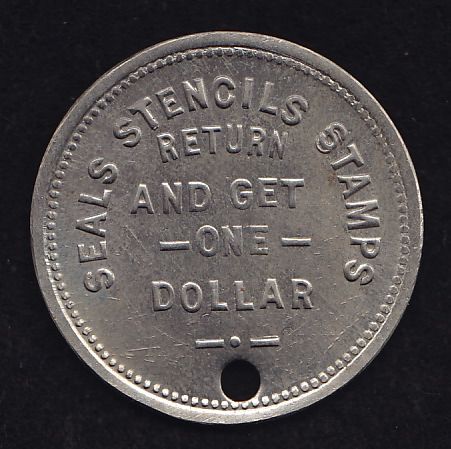 SEALS STENCILS STAMPS
RETURN
AND GET
— ONE —
DOLLAR